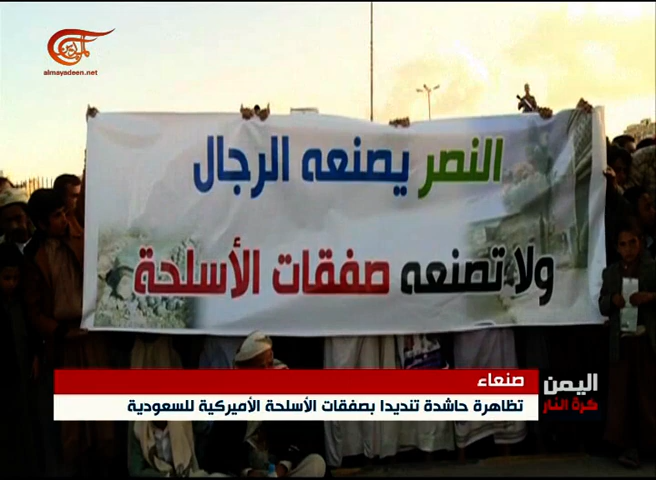 الميادين
almayadeen.net
النصر يصنعه الرجال
ولا تصنعه صفقات الأسلحة
صنعاء
تظاهرة حاشدة تنديدا بصفقات الأسلحة الأميركية للسعودية
اليمن
كرة النار